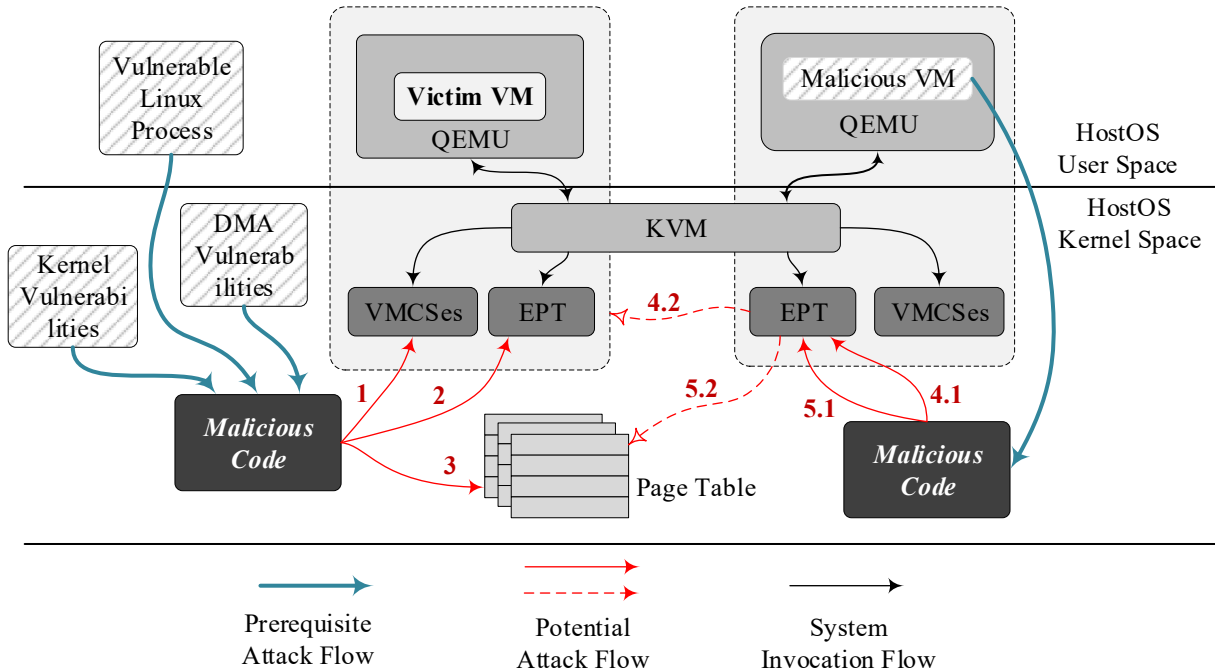 Vulnerable
Linux
Process
Victim VM
QEMU
Malicious VM
QEMU
HostOS
User Space
HostOS
Kernel Space
DMA
Vulnerab
ilities
Kernel
Vulnerabi
lities
KVM
VMCSes
EPT
4.2
EPT
VMCSes
1
2
3
5.2
5.1
4.1
Malicious
Code
Page Table
Malicious
Code
Prerequisite
Attack Flow
Potential
Attack Flow
System
Invocation Flow